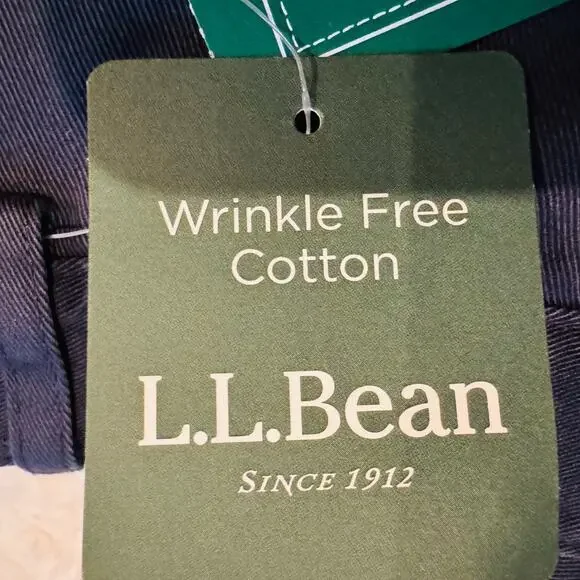 Wrinkle Free
Cotton
L.L.Bean
SINCE 1912